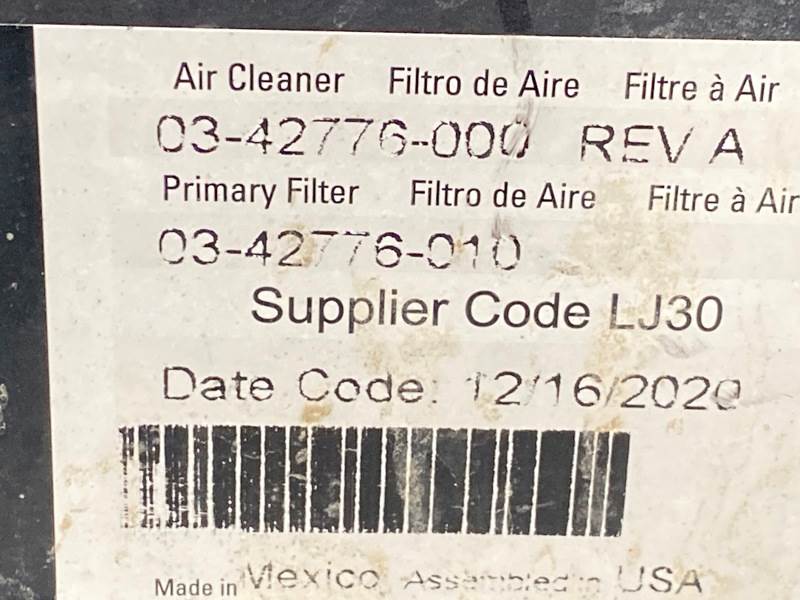 Air Cleaner Filtro de Aire Filtre à Air
03-42776-000 REV A
Primary Filter Filtro de Aire Filtre à Air
03-42776-010
Supplier Code LJ30
Date Code: 12/16/2020
Made in Mexico Assembled in USA